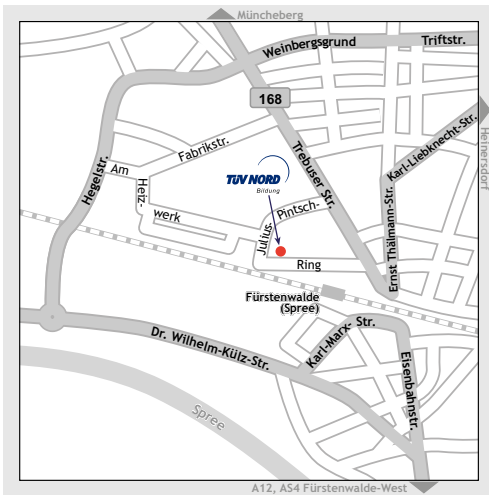 Müncheberg
Weinbergsgrund
Triftstr.
168
Trebuser Str.
Karl-Liebknecht-Str.
Heinersdorf
Fabrikstr.
Hegelstr.
Am
Heiz-
werk
TÜV NORD
Bildung
Julius-
Pintsch-
Ring
Ernst Thälmann-Str.
Fürstenwalde
(Spree)
Dr. Wilhelm-Külz-Str.
Karl-Marx- Str.
Eisenbahnstr.
Spree
A12, AS4 Fürstenwalde-West